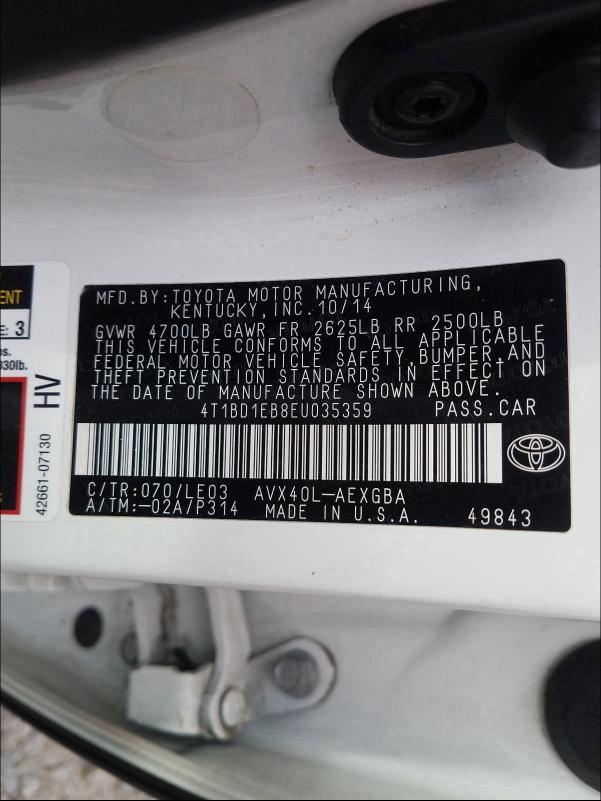 MFD.BY:TOYOTA MOTOR MANUFACTURING,
KENTUCKY, INC. 10/14
GVWR 4700LB GAWR FR 2625LB RR 2500LB
THIS VEHICLE CONFORMS TO ALL APPLICABLE
FEDERAL MOTOR VEHICLE SAFETY, BUMPER, AND
THEFT PREVENTION STANDARDS IN EFFECT ON
THE DATE OF MANUFACTURE SHOWN ABOVE.
4T1BD1EB8EU035359 PASS.CAR
C/TR:070/LE03 AVX40L-AEXGBA
A/TM:-02A/P314 MADE IN U.S.A. 49843
3
HV
42661-07130